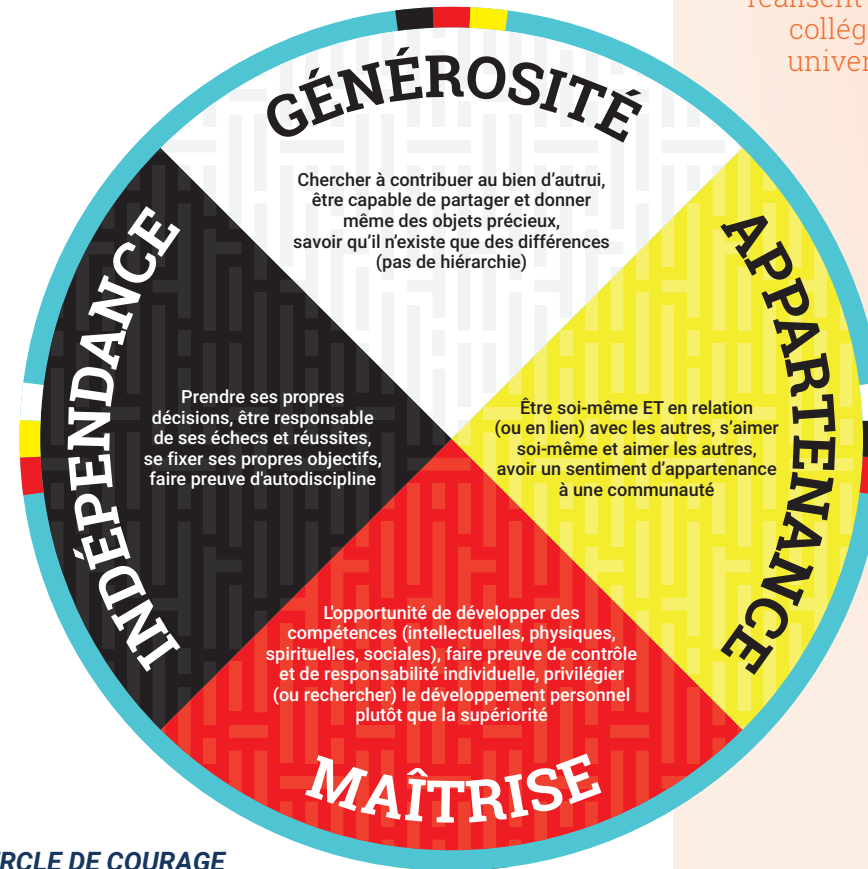 réalisent
collég
univer
GÉNÉROSITÉ
Chercher à contribuer au bien d’autrui,
être capable de partager et donner
même des objets précieux,
savoir qu’il n’existe que des différences
(pas de hiérarchie)
INDÉPENDANCE
Prendre ses propres
décisions, être responsable
de ses échecs et réussites,
se fixer ses propres objectifs,
faire preuve d'autodiscipline
APPARTENANCE
Être soi-même ET en relation
(ou en lien) avec les autres, s’aimer
soi-même et aimer les autres,
avoir un sentiment d’appartenance
à une communauté
L'opportunité de développer des
compétences (intellectuelles, physiques,
spirituelles, sociales), faire preuve de contrôle
et de responsabilité individuelle, privilégier
(ou rechercher) le développement personnel
plutôt que la supériorité
MAÎTRISE
RCLE DE COURAGE